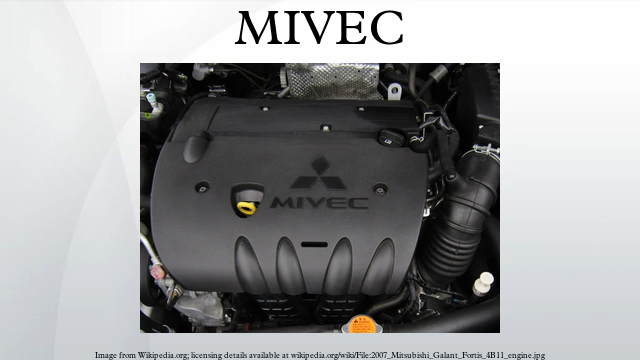 MIVEC
MIVEC
Image from Wikipedia.org; licensing details available at wikipedia.org/wiki/File:2007_Mitsubishi_Galant_Fortis_4B11_engine.jpg